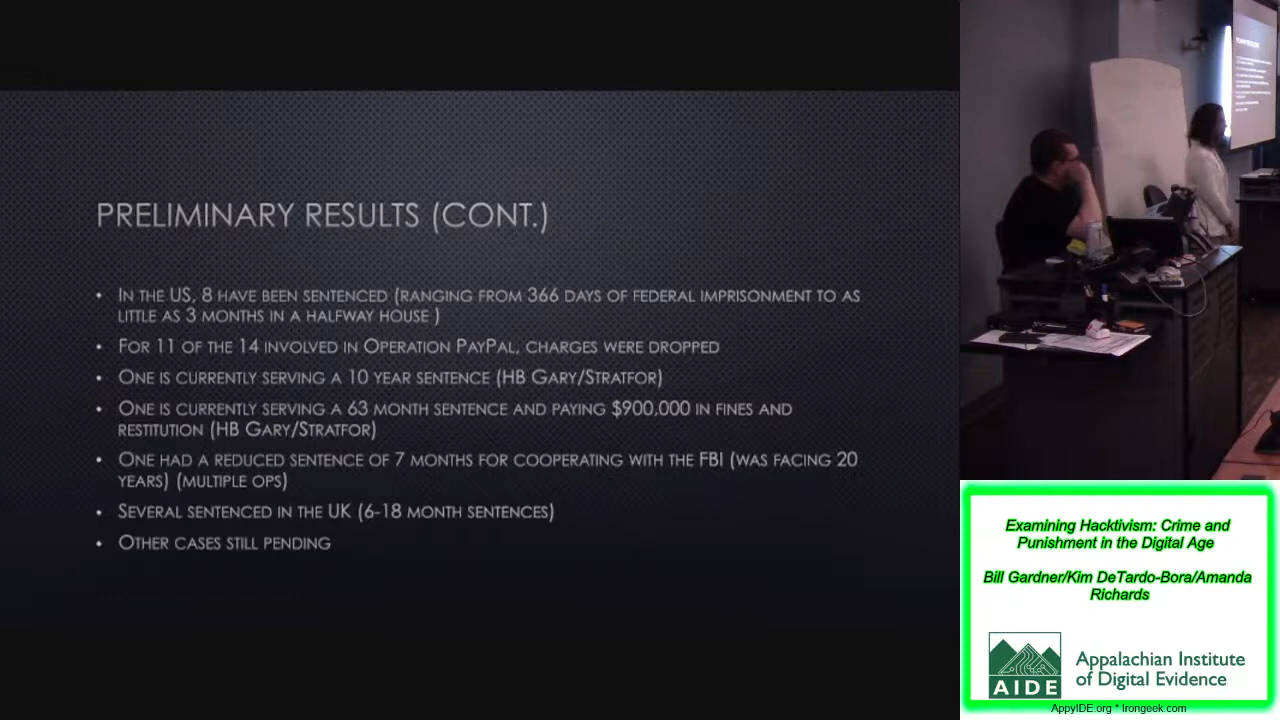 PRELIMINARY RESULTS (CONT.)
• IN THE US, 8 HAVE BEEN SENTENCED (RANGING FROM 366 DAYS OF FEDERAL IMPRISONMENT TO AS
LITTLE AS 3 MONTHS IN A HALFWAY HOUSE )
• FOR 11 OF THE 14 INVOLVED IN OPERATION PAYPAL, CHARGES WERE DROPPED
• ONE IS CURRENTLY SERVING A 10 YEAR SENTENCE (HB GARY/STRATFOR)
• ONE IS CURRENTLY SERVING A 63 MONTH SENTENCE AND PAYING $900,000 IN FINES AND
RESTITUTION (HB GARY/STRATFOR)
• ONE HAD A REDUCED SENTENCE OF 7 MONTHS FOR COOPERATING WITH THE FBI (WAS FACING 20
YEARS) (MULTIPLE OPS)
• SEVERAL SENTENCED IN THE UK (6-18 MONTH SENTENCES)
• OTHER CASES STILL PENDING
Examining Hacktivism: Crime and
Punishment in the Digital Age
Bill Gardner/Kim DeTardo-Bora/Amanda
Richards
AIDE
Appalachian Institute
of Digital Evidence
AppyIDE.org * Irongeek.com